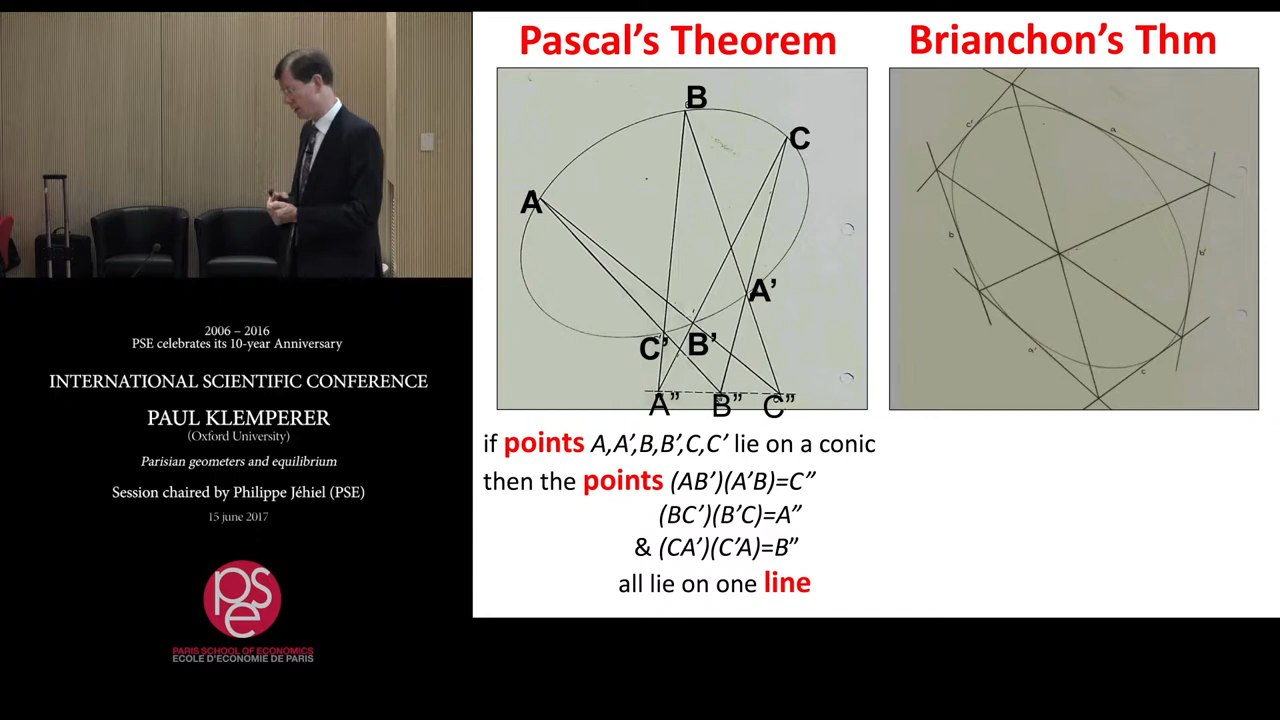 2006 – 2016
PSE celebrates its 10-year Anniversary
INTERNATIONAL SCIENTIFIC CONFERENCE
PAUL KLEMPERER
(Oxford University)
Parisian geometers and equilibrium
Session chaired by Philippe Jéhiel (PSE)
15 june 2017
pse
PARIS SCHOOL OF ECONOMICS
ECOLE D'ECONOMIE DE PARIS
Pascal's Theorem
B
C
A
A'
C'
B'
A”
B”
C”
if points A,A',B,B',C,C' lie on a conic
then the points (AB')(A'B)=C”
(BC')(B'C)=A”
& (CA')(C'A)=B”
all lie on one line
Brianchon's Thm
c'
a
b
b'
a'
c